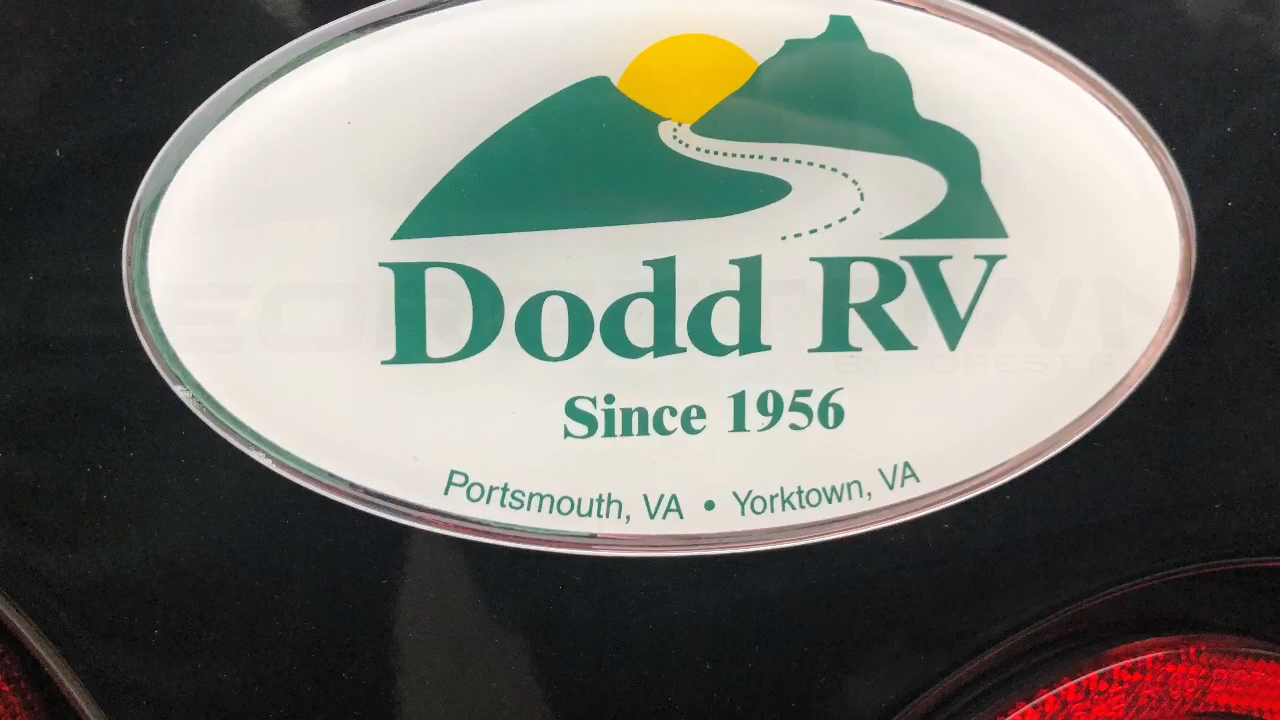 Dodd RV
Since 1956
Portsmouth, VA • Yorktown, VA